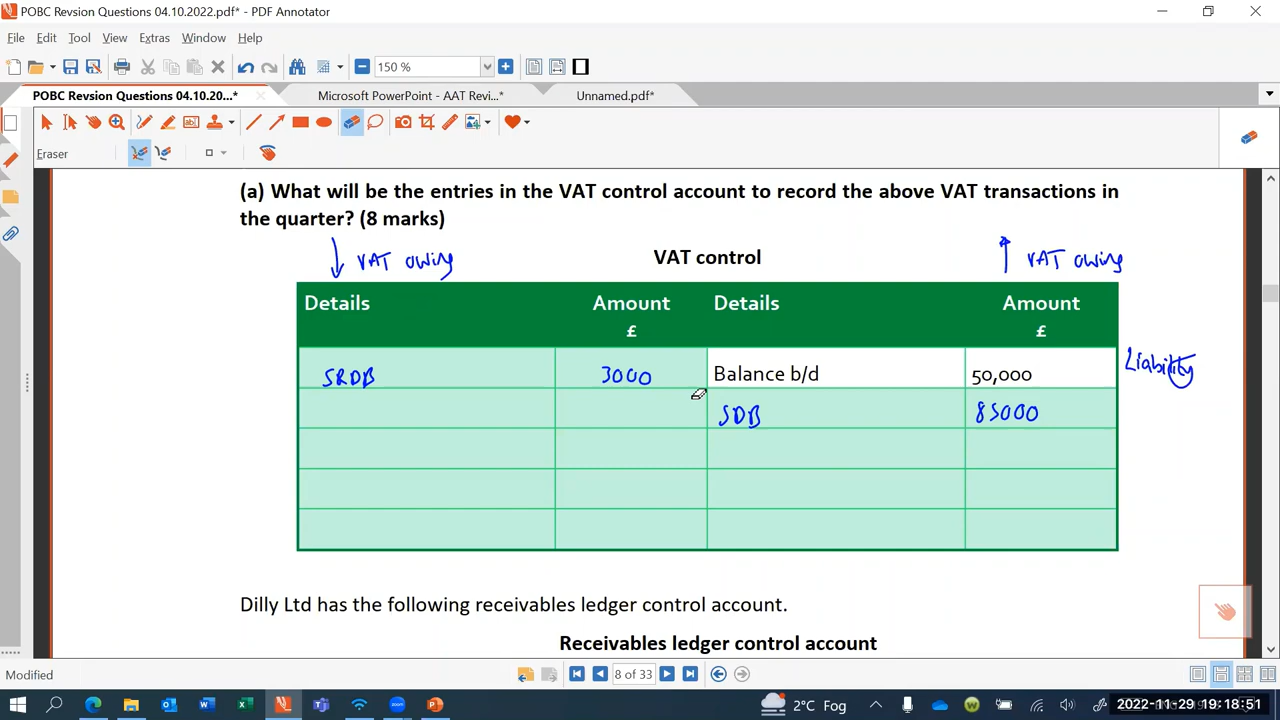 POBC Revision Questions 04.10.2022.pdf* - PDF Annotator
File Edit Tool View Extras Window Help
150 %
POBC Revsion Questions 04.10.20...* Microsoft PowerPoint - AAT Revi...* Unnamed.pdf*
Eraser
(a) What will be the entries in the VAT control account to record the above VAT transactions in
the quarter? (8 marks)
↓ VAT owing VAT control ↑ VAT owing
Details Amount Details Amount
£ £
SRDB 3000 Balance b/d 50,000 Liability
SDB 85000
Dilly Ltd has the following receivables ledger control account.
Receivables ledger control account
Modified 8 of 33
2°C Fog 2022-11-29 19:18:51